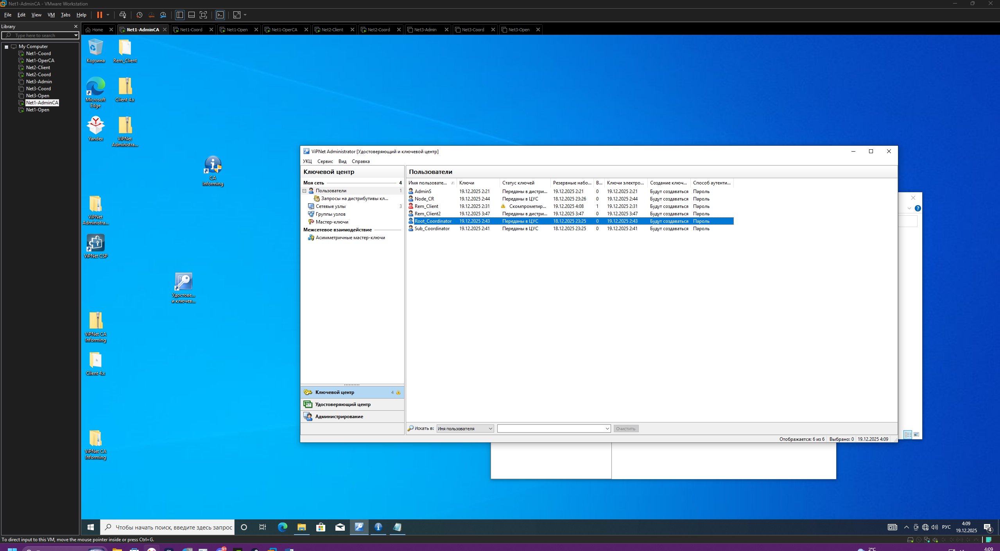 Net1-AdminCA - VMware Workstation
File Edit View VM Tabs Help
Library
Type here to search
My Computer
Net1-Coord
Net1-OperCA
Net2-Client
Net2-Coord
Net3-Admin
Net3-Coord
Net3-Open
Net1-AdminCA
Net1-Open
Home Net1-AdminCA Net1-Coord Net1-Open Net1-OperCA Net2-Client Net2-Coord Net3-Admin Net3-Coord Net3-Open
Корзина
Rem_Client
Microsoft Edge
Client 4.x
Yandex
ViPNet Administra...
CA Informing
ViPNet Administra...
ViPNet CSP
Удостове... и ключев...
ViPNet CA Informing
Client 4.x
ViPNet CA Informing
ViPNet Administrator [Удостоверяющий и ключевой центр]
УКЦ Сервис Вид Справка
Ключевой центр
Моя сеть 4
Пользователи 1
Запросы на дистрибутивы кл...
Сетевые узлы 3
Группы узлов
Мастер-ключи
Межсетевое взаимодействие
Асимметричные мастер-ключи
Ключевой центр 4
Удостоверяющий центр
Администрирование
Пользователи
Имя пользовате... Ключи Статус ключей Резервные набо... В... Ключи электро... Создание ключ... Способ аутенти...
AdminS 19.12.2025 2:21 Переданы в дистри... 19.12.2025 2:21 0 19.12.2025 2:21 Будут создаваться Пароль
Node_CR 19.12.2025 2:44 Переданы в ЦУС 18.12.2025 23:26 0 19.12.2025 2:44 Будут создаваться Пароль
Rem_Client 19.12.2025 2:31 Скомпрометир... 19.12.2025 4:08 1 19.12.2025 2:31 Будут создаваться Пароль
Rem_Client2 19.12.2025 3:47 Переданы в дистри... 19.12.2025 3:47 0 19.12.2025 3:47 Будут создаваться Пароль
Root_Coordinator 19.12.2025 2:43 Переданы в ЦУС 18.12.2025 23:25 0 19.12.2025 2:43 Будут создаваться Пароль
Sub_Coordinator 19.12.2025 2:41 Переданы в ЦУС 18.12.2025 23:25 0 19.12.2025 2:41 Будут создаваться Пароль
Искать в: Имя пользователя Очистить
Отображается: 6 из 6 Выбрано: 0 19.12.2025 4:09
Чтобы начать поиск, введите здесь запрос
РУС
4:09
19.12.2025
4
To direct input to this VM, move the mouse pointer inside or press Ctrl+G.
76
9+
2°C
4:09